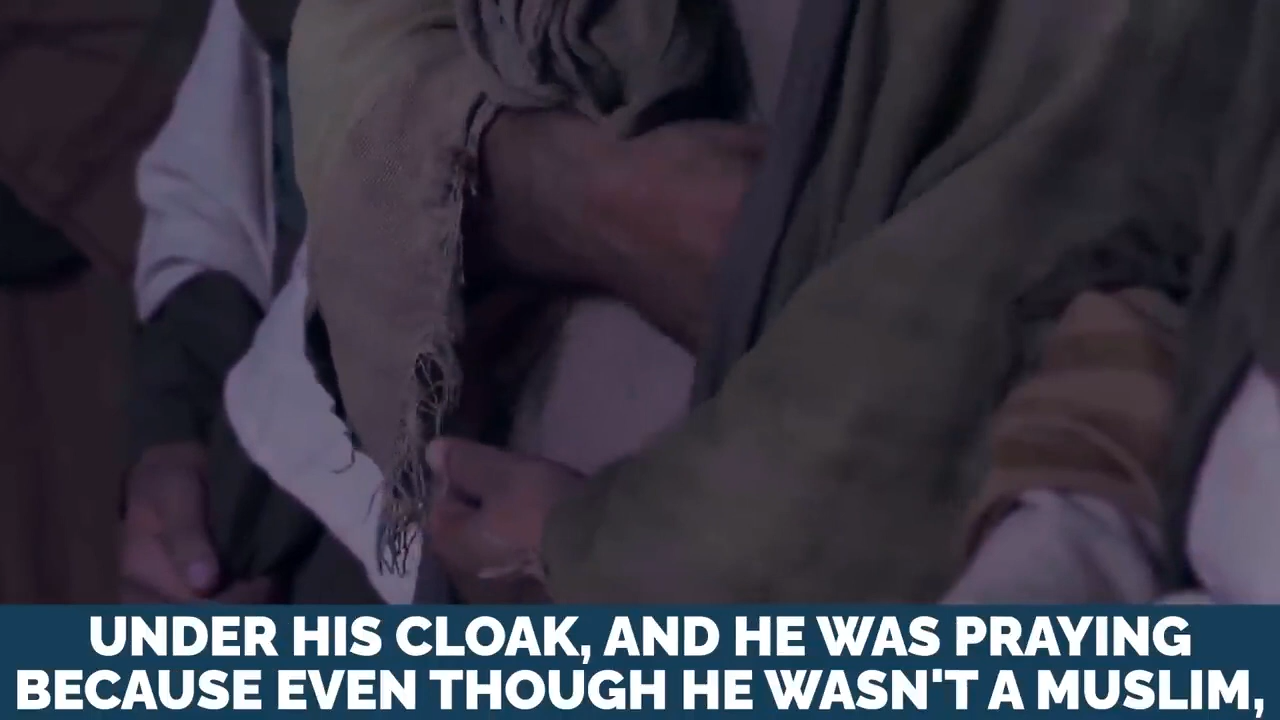 UNDER HIS CLOAK, AND HE WAS PRAYING
BECAUSE EVEN THOUGH HE WASN'T A MUSLIM,